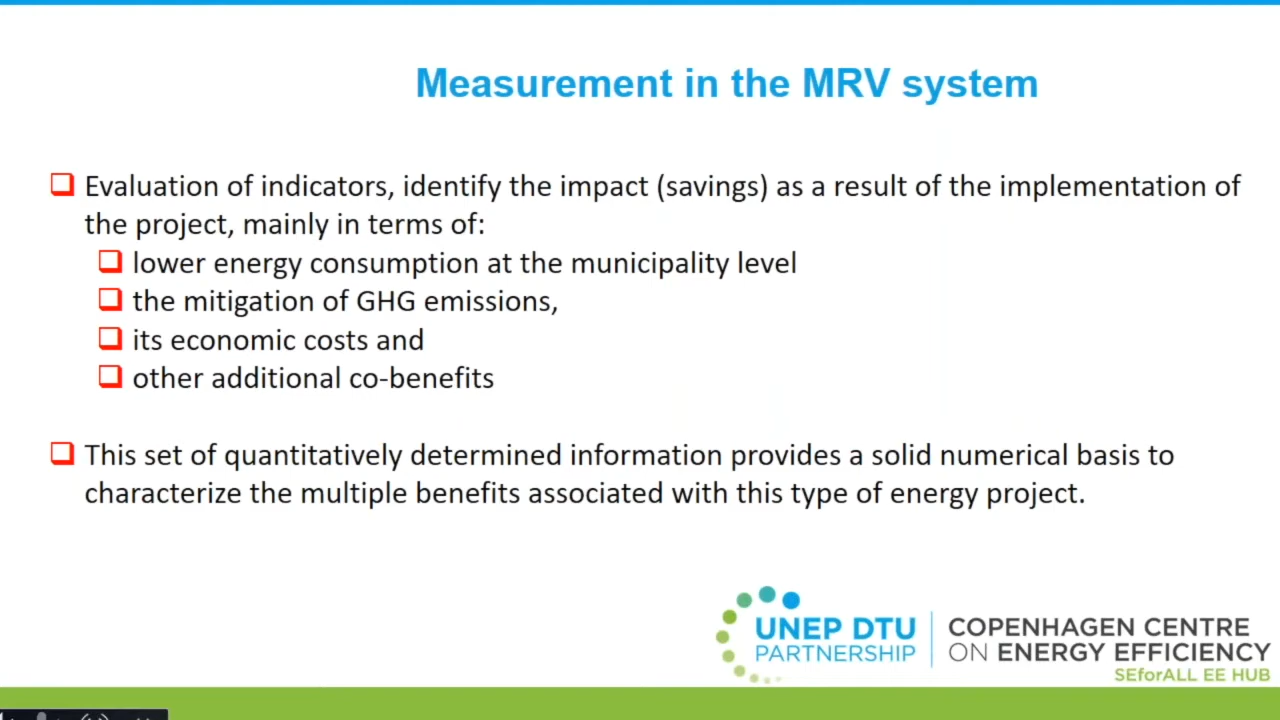 Measurement in the MRV system
Evaluation of indicators, identify the impact (savings) as a result of the implementation of
the project, mainly in terms of:
lower energy consumption at the municipality level
the mitigation of GHG emissions,
its economic costs and
other additional co-benefits
This set of quantitatively determined information provides a solid numerical basis to
characterize the multiple benefits associated with this type of energy project.
UNEP DTU
PARTNERSHIP
COPENHAGEN CENTRE
ON ENERGY EFFICIENCY
SEforALL EE HUB